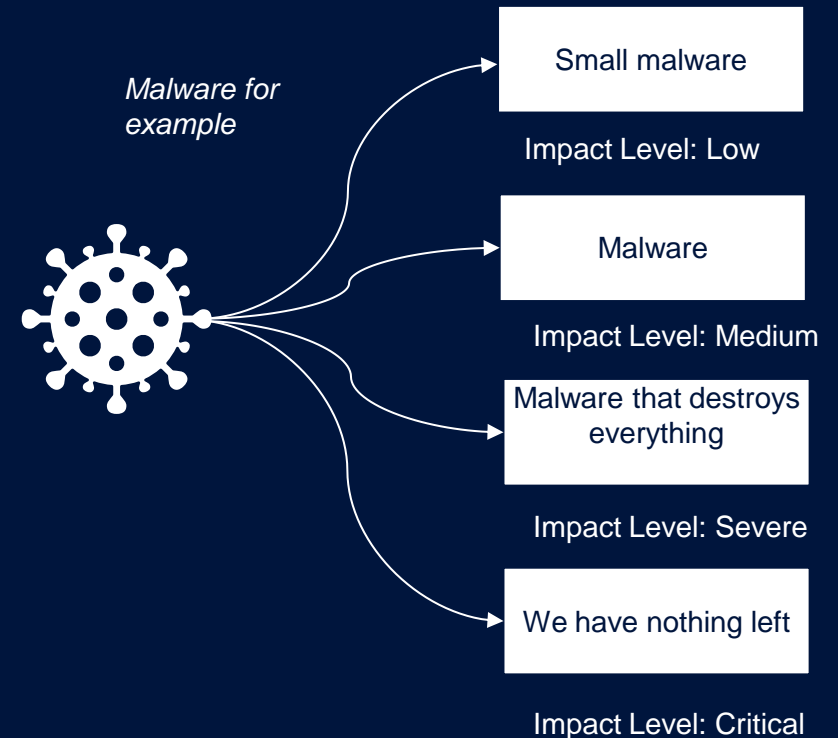 Malware for
example
Small malware
Impact Level: Low
Malware
Impact Level: Medium
Malware that destroys
everything
Impact Level: Severe
We have nothing left
Impact Level: Critical